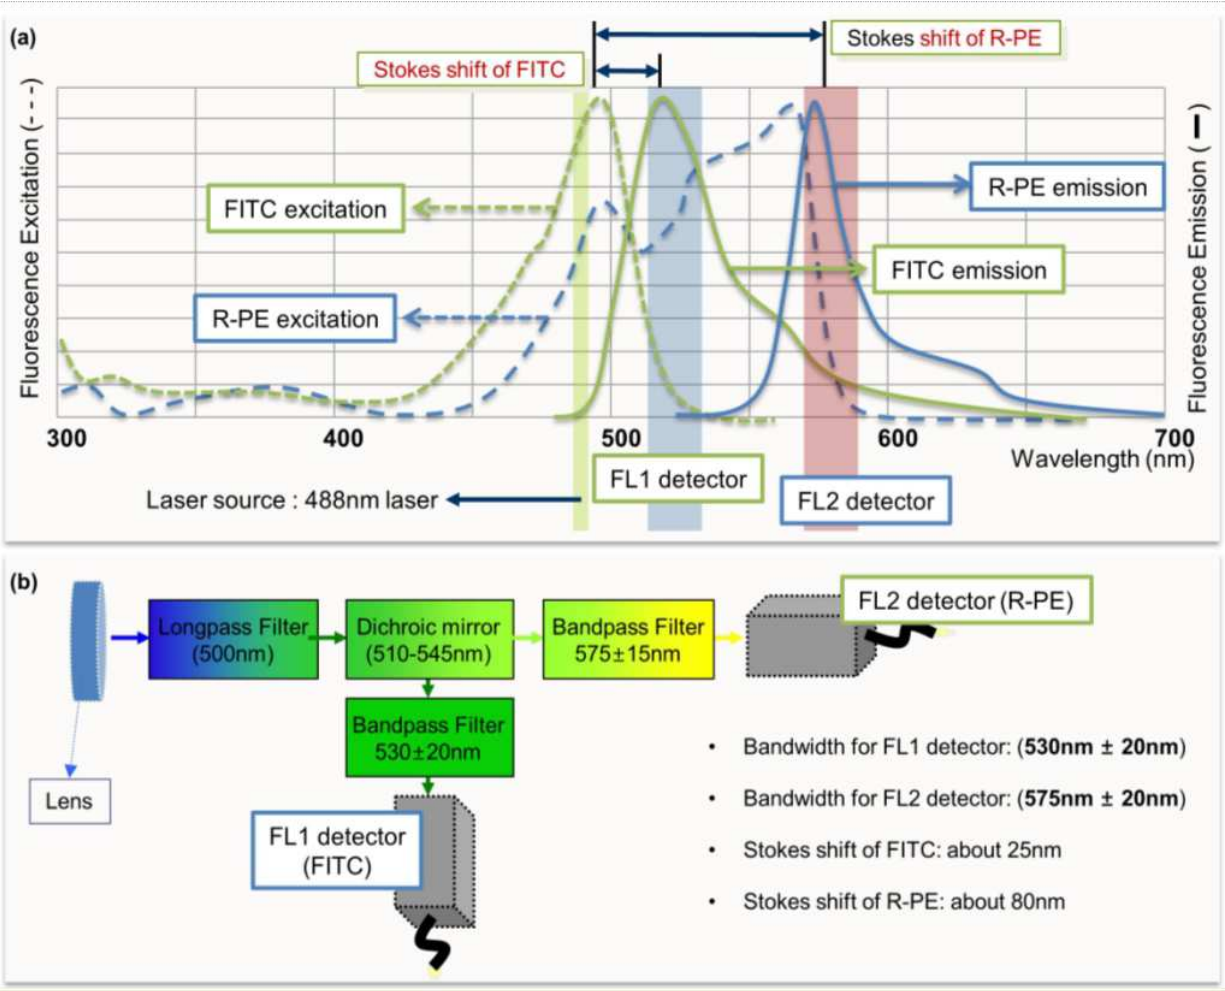 (a)
Stokes shift of R-PE
Stokes shift of FITC
Fluorescence Excitation (- - -)
Fluorescence Emission (—)
FITC excitation
R-PE emission
FITC emission
R-PE excitation
300
400
500
600
700
Wavelength (nm)
FL1 detector
FL2 detector
Laser source : 488nm laser
(b)
FL2 detector (R-PE)
Longpass Filter
(500nm)
Dichroic mirror
(510-545nm)
Bandpass Filter
575±15nm
Bandpass Filter
530±20nm
Lens
FL1 detector
(FITC)
• Bandwidth for FL1 detector: (530nm ± 20nm)
• Bandwidth for FL2 detector: (575nm ± 20nm)
• Stokes shift of FITC: about 25nm
• Stokes shift of R-PE: about 80nm